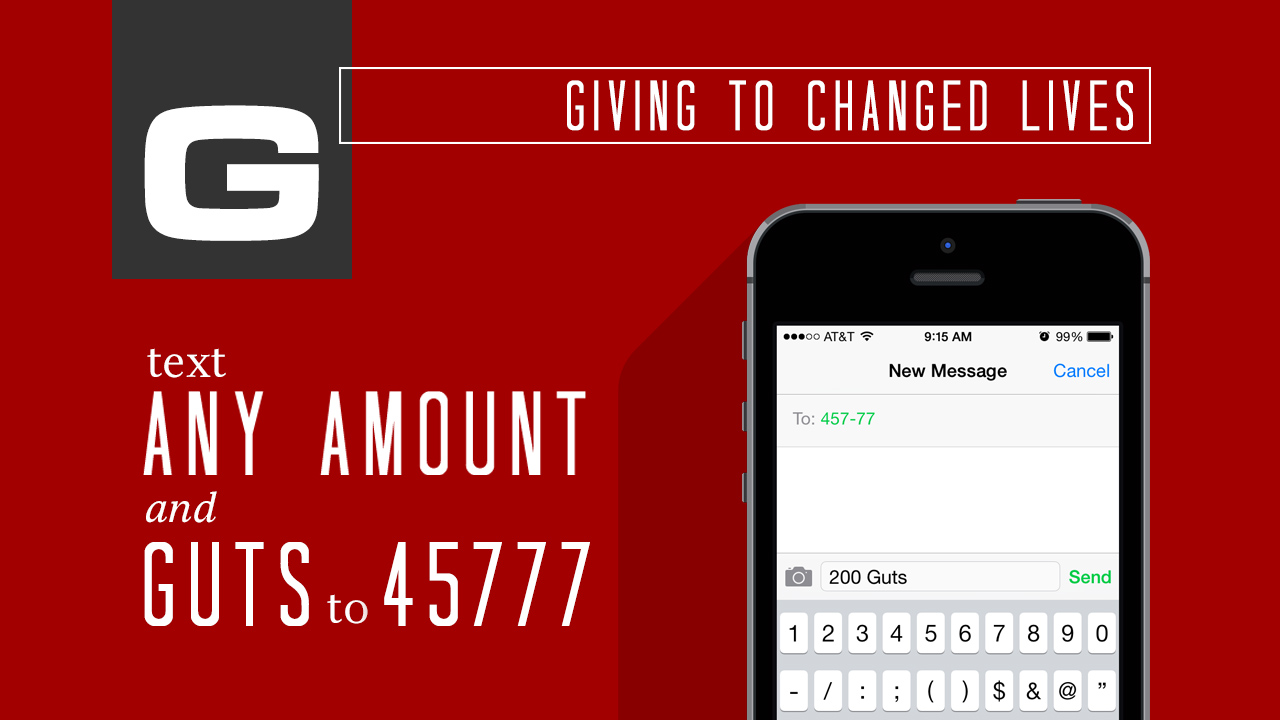 G
GIVING TO CHANGED LIVES
text
ANY AMOUNT
and
GUTS to 45777
AT&T 9:15 AM 99%
New Message Cancel
To: 457-77
200 Guts Send
1 2 3 4 5 6 7 8 9 0
- / : ; ( ) $ & @ ”